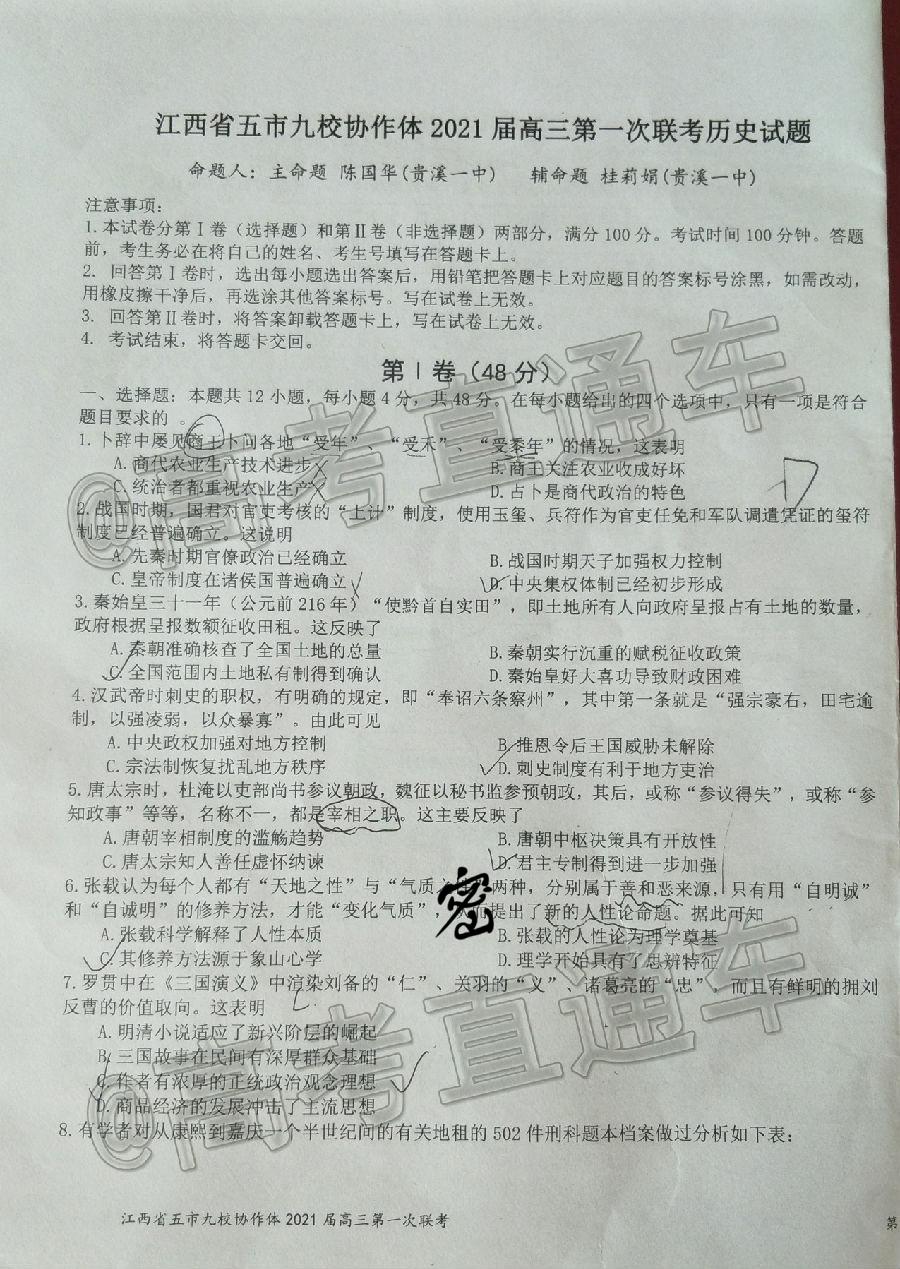 江西省五市九校协作体 2021 届高三第一次联考历史试题
命题人：主命题 陈国华(贵溪一中) 辅命题 桂莉娟(贵溪一中)
注意事项:
1.本试卷分第Ⅰ卷（选择题）和第Ⅱ卷（非选择题）两部分，满分 100 分。考试时间 100 分钟。答题
前，考生务必在将自己的姓名、考生号填写在答题卡上。
2. 回答第Ⅰ卷时，选出每小题选出答案后，用铅笔把答题卡上对应题目的答案标号涂黑，如需改动，
用橡皮擦干净后，再选涂其他答案标号。写在试卷上无效。
3. 回答第Ⅱ卷时，将答案卸载答题卡上，写在试卷上无效。
4. 考试结束，将答题卡交回。
第Ⅰ卷（48 分）
一、选择题：本题共 12 小题，每小题 4 分，共 48 分。在每小题给出的四个选项中，只有一项是符合
题目要求的 。
1. 卜辞中屡见商王卜问各地“受年”、“受禾”、“受黍年”的情况，这表明
A.商代农业生产技术进步 B.商王关注农业收成好坏
C.统治者都重视农业生产 D.占卜是商代政治的特色
2.战国时期，国君对官吏考核的“上计”制度，使用玉玺、兵符作为官吏任免和军队调遣凭证的玺符
制度已经普遍确立。这说明
A.先秦时期官僚政治已经确立 B.战国时期天子加强权力控制
C.皇帝制度在诸侯国普遍确立 D.中央集权体制已经初步形成
3.秦始皇三十一年（公元前 216 年）“使黔首自实田”，即土地所有人向政府呈报占有土地的数量，
政府根据呈报数额征收田租。这反映了
A.秦朝准确核查了全国土地的总量 B.秦朝实行沉重的赋税征收政策
C.全国范围内土地私有制得到确认 D.秦始皇好大喜功导致财政困难
4.汉武帝时刺史的职权，有明确的规定，即“奉诏六条察州”，其中第一条就是“强宗豪右，田宅逾
制，以强凌弱，以众暴寡”。由此可见
A.中央政权加强对地方控制 B.推恩令后王国威胁未解除
C.宗法制恢复扰乱地方秩序 D.刺史制度有利于地方吏治
5.唐太宗时，杜淹以吏部尚书参议朝政，魏征以秘书监参预朝政，其后，或称“参议得失”，或称“参
知政事”等等，名称不一，都是宰相之职。这主要反映了
A.唐朝宰相制度的滥觞趋势 B.唐朝中枢决策具有开放性
C.唐太宗知人善任虚怀纳谏 D.君主专制得到进一步加强
6.张载认为每个人都有“天地之性”与“气质之性”两种，分别属于善和恶来源，只有用“自明诚”
和“自诚明”的修养方法，才能“变化气质”，从而提出了新的人性论命题。据此可知
密
A.张载科学解释了人性本质 B.张载的人性论为理学奠基
C.其修养方法源于象山心学 D.理学开始具有了思辨特征
7.罗贯中在《三国演义》中渲染刘备的“仁”、关羽的“义”、诸葛亮的“忠”，而且有鲜明的拥刘
反曹的价值取向。这表明
A.明清小说适应了新兴阶层的崛起
B.三国故事在民间有深厚群众基础
C.作者有浓厚的正统政治观念理想
D.商品经济的发展冲击了主流思想
8.有学者对从康熙到嘉庆一个半世纪间的有关地租的 502 件刑科题本档案做过分析如下表：
江西省五市九校协作体 2021 届高三第一次联考
第
@高考直通车
@高考直通车